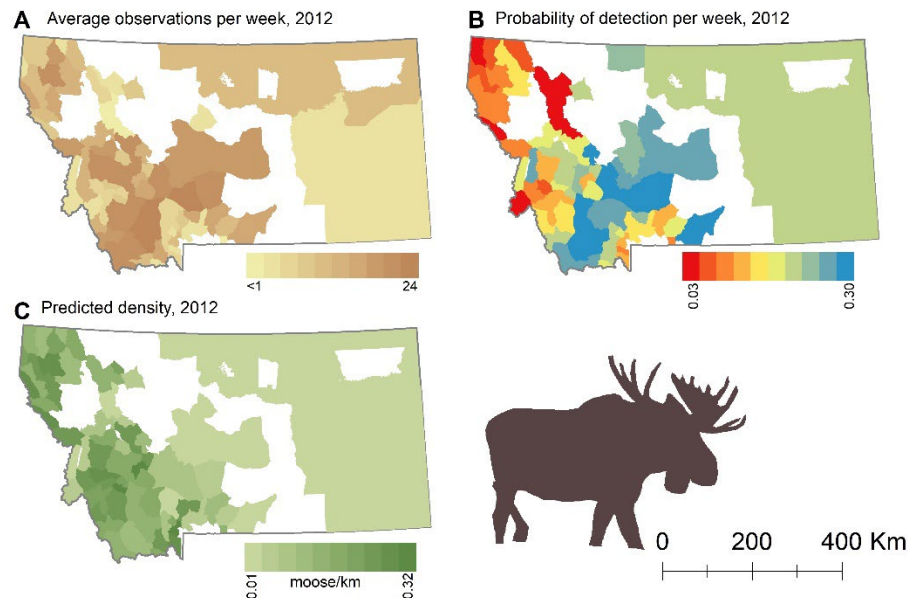 A Average observations per week, 2012
<1 24
B Probability of detection per week, 2012
0.03 0.30
C Predicted density, 2012
0.01 moose/km 0.32
0 200 400 Km